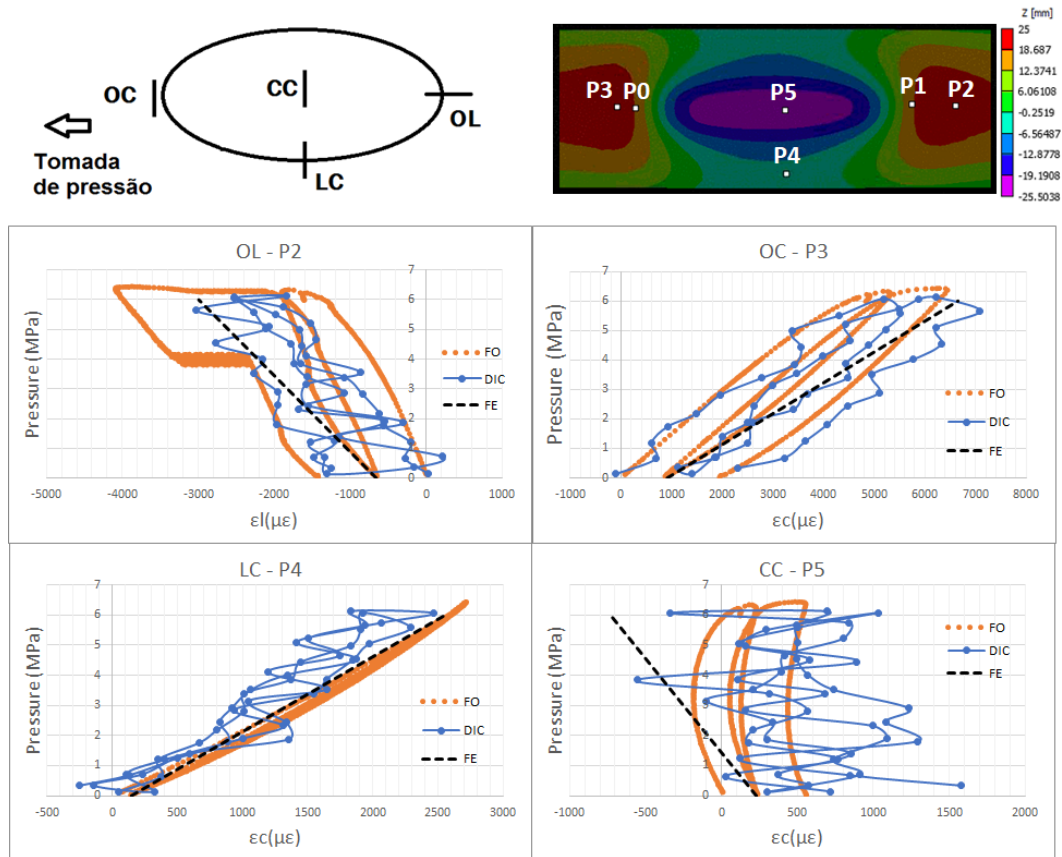 OC
CC
OL
LC
Tomada
de pressão
Z [mm]
25
18.687
12.3741
6.06108
-0.2519
-6.56487
-12.8778
-19.1908
-25.5038
P3 P0
P5
P1
P2
P4
OL - P2
Pressure (MPa)
7
6
5
4
3
2
1
0
-5000 -4000 -3000 -2000 -1000 0 1000
εl(με)
FO
DIC
FE
OC - P3
Pressure (MPa)
7
6
5
4
3
2
1
0
-1000 0 1000 2000 3000 4000 5000 6000 7000 8000
εc(με)
FO
DIC
FE
LC - P4
Pressure (MPa)
7
6
5
4
3
2
1
0
-500 0 500 1000 1500 2000 2500 3000
εc(με)
FO
DIC
FE
CC - P5
Pressure (MPa)
7
6
5
4
3
2
1
0
-1000 -500 0 500 1000 1500 2000
εc(με)
FO
DIC
FE